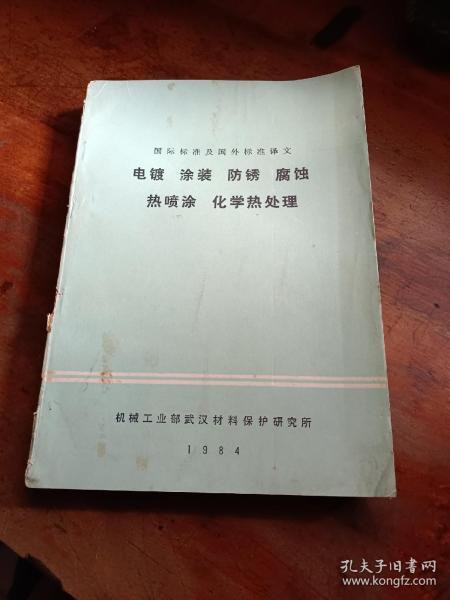 国际标准及国外标准译文
电镀 涂装 防锈 腐蚀
热喷涂 化学热处理
机械工业部武汉材料保护研究所
1984
孔夫子旧书网
www.kongfz.com